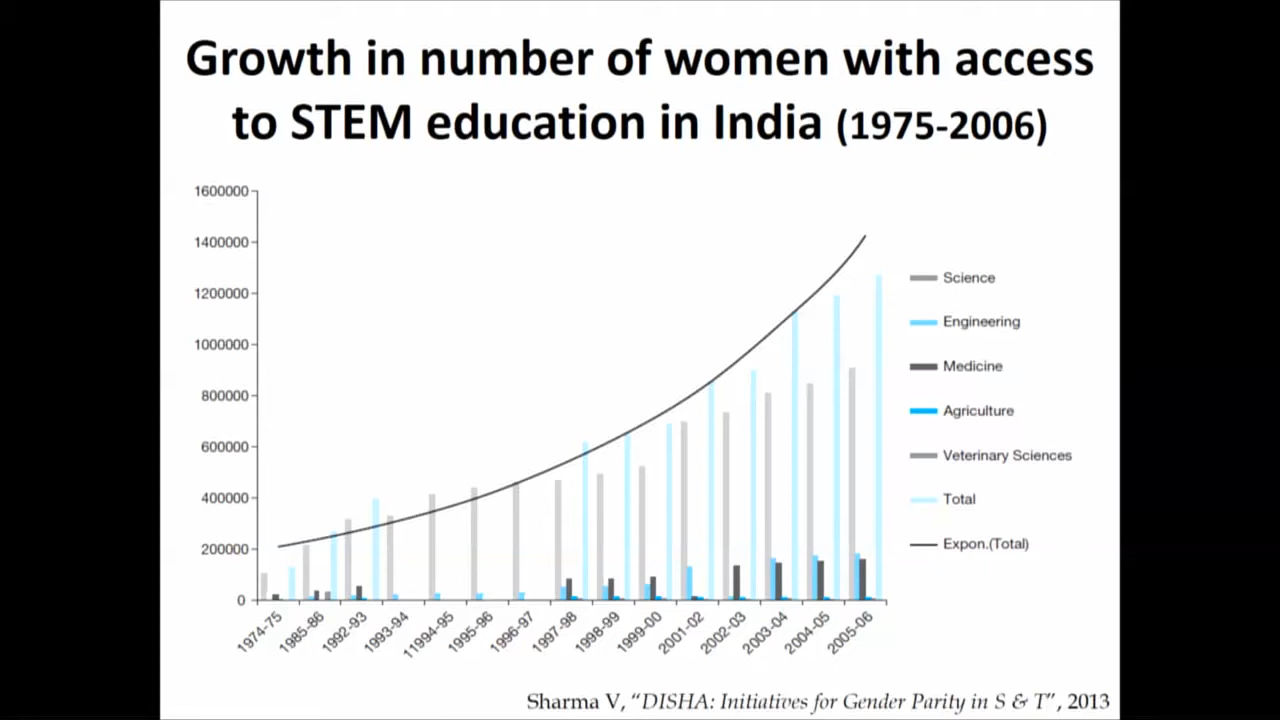 Growth in number of women with access
to STEM education in India (1975-2006)
1600000
1400000
1200000
1000000
800000
600000
400000
200000
0
1974-75
1985-86
1992-93
1993-94
11994-95
1995-96
1996-97
1997-98
1998-99
1999-00
2001-02
2002-03
2003-04
2004-05
2005-06
Science
Engineering
Medicine
Agriculture
Veterinary Sciences
Total
Expon.(Total)
Sharma V, “DISHA: Initiatives for Gender Parity in S & T”, 2013